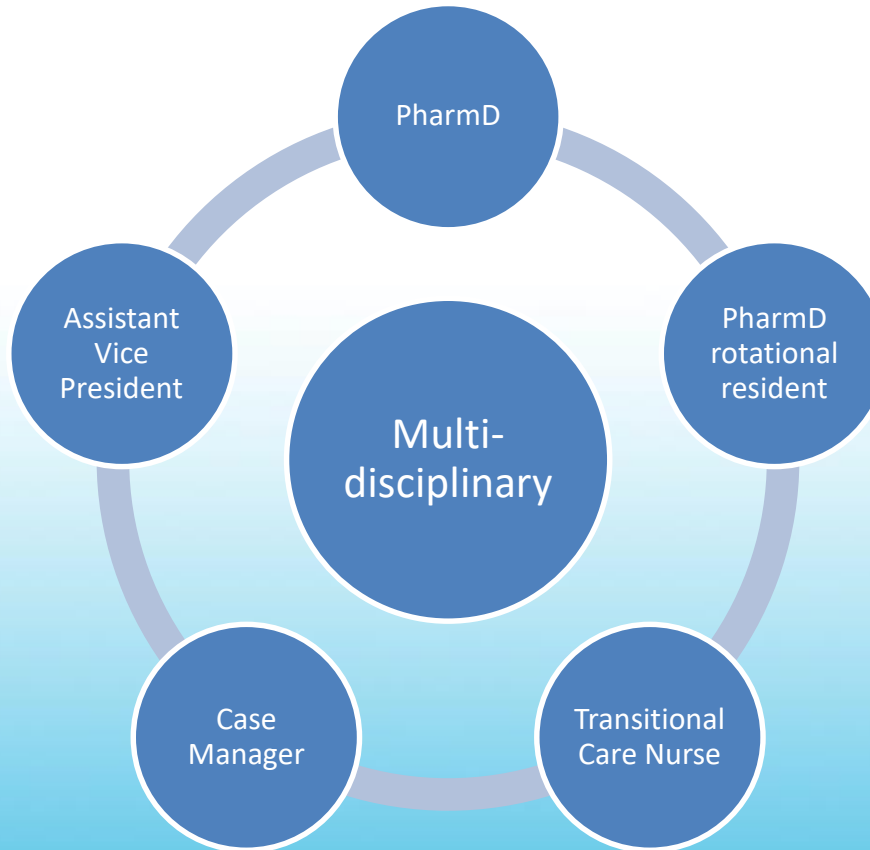 PharmD
Assistant
Vice
President
PharmD
rotational
resident
Multi-
disciplinary
Case
Manager
Transitional
Care Nurse